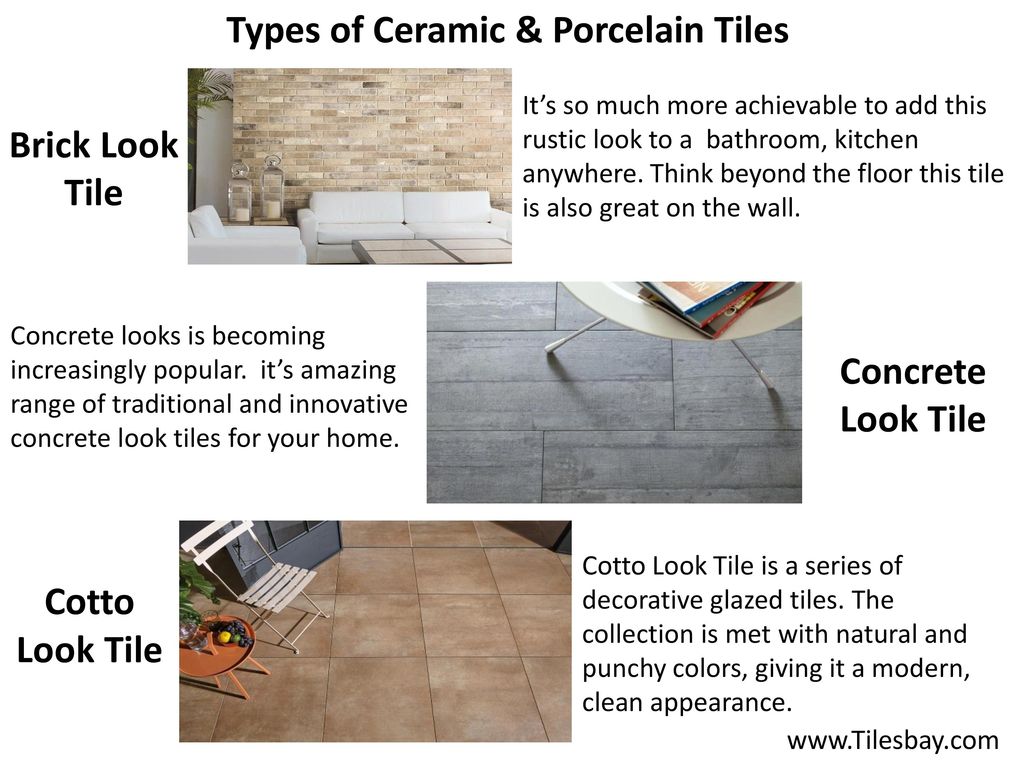 Types of Ceramic & Porcelain Tiles
Brick Look
Tile
It’s so much more achievable to add this
rustic look to a  bathroom, kitchen
anywhere. Think beyond the floor this tile
is also great on the wall.
Concrete looks is becoming
increasingly popular.  it’s amazing
range of traditional and innovative
concrete look tiles for your home.
Concrete
Look Tile
Cotto
Look Tile
Cotto Look Tile is a series of
decorative glazed tiles. The
collection is met with natural and
punchy colors, giving it a modern,
clean appearance.
www.Tilesbay.com